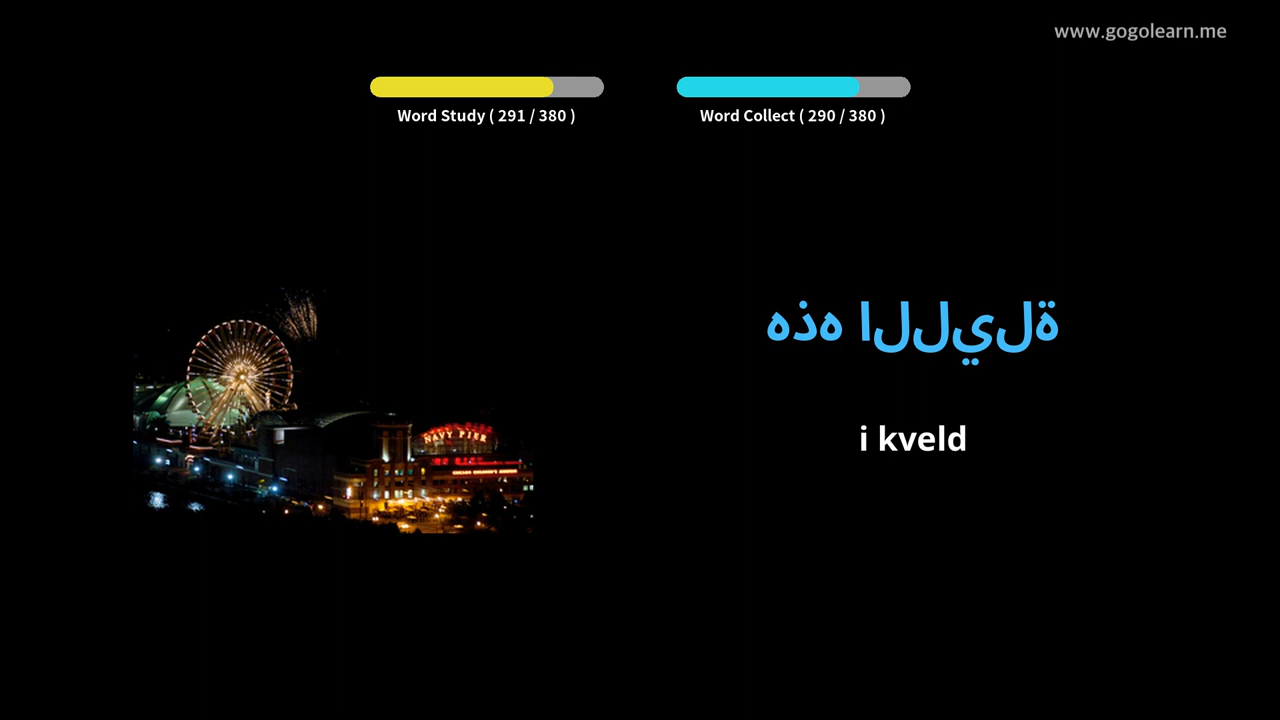 www.gogolearn.me
Word Study ( 291 / 380 )
Word Collect ( 290 / 380 )
هذه الليلة
i kveld
NAVY PIER